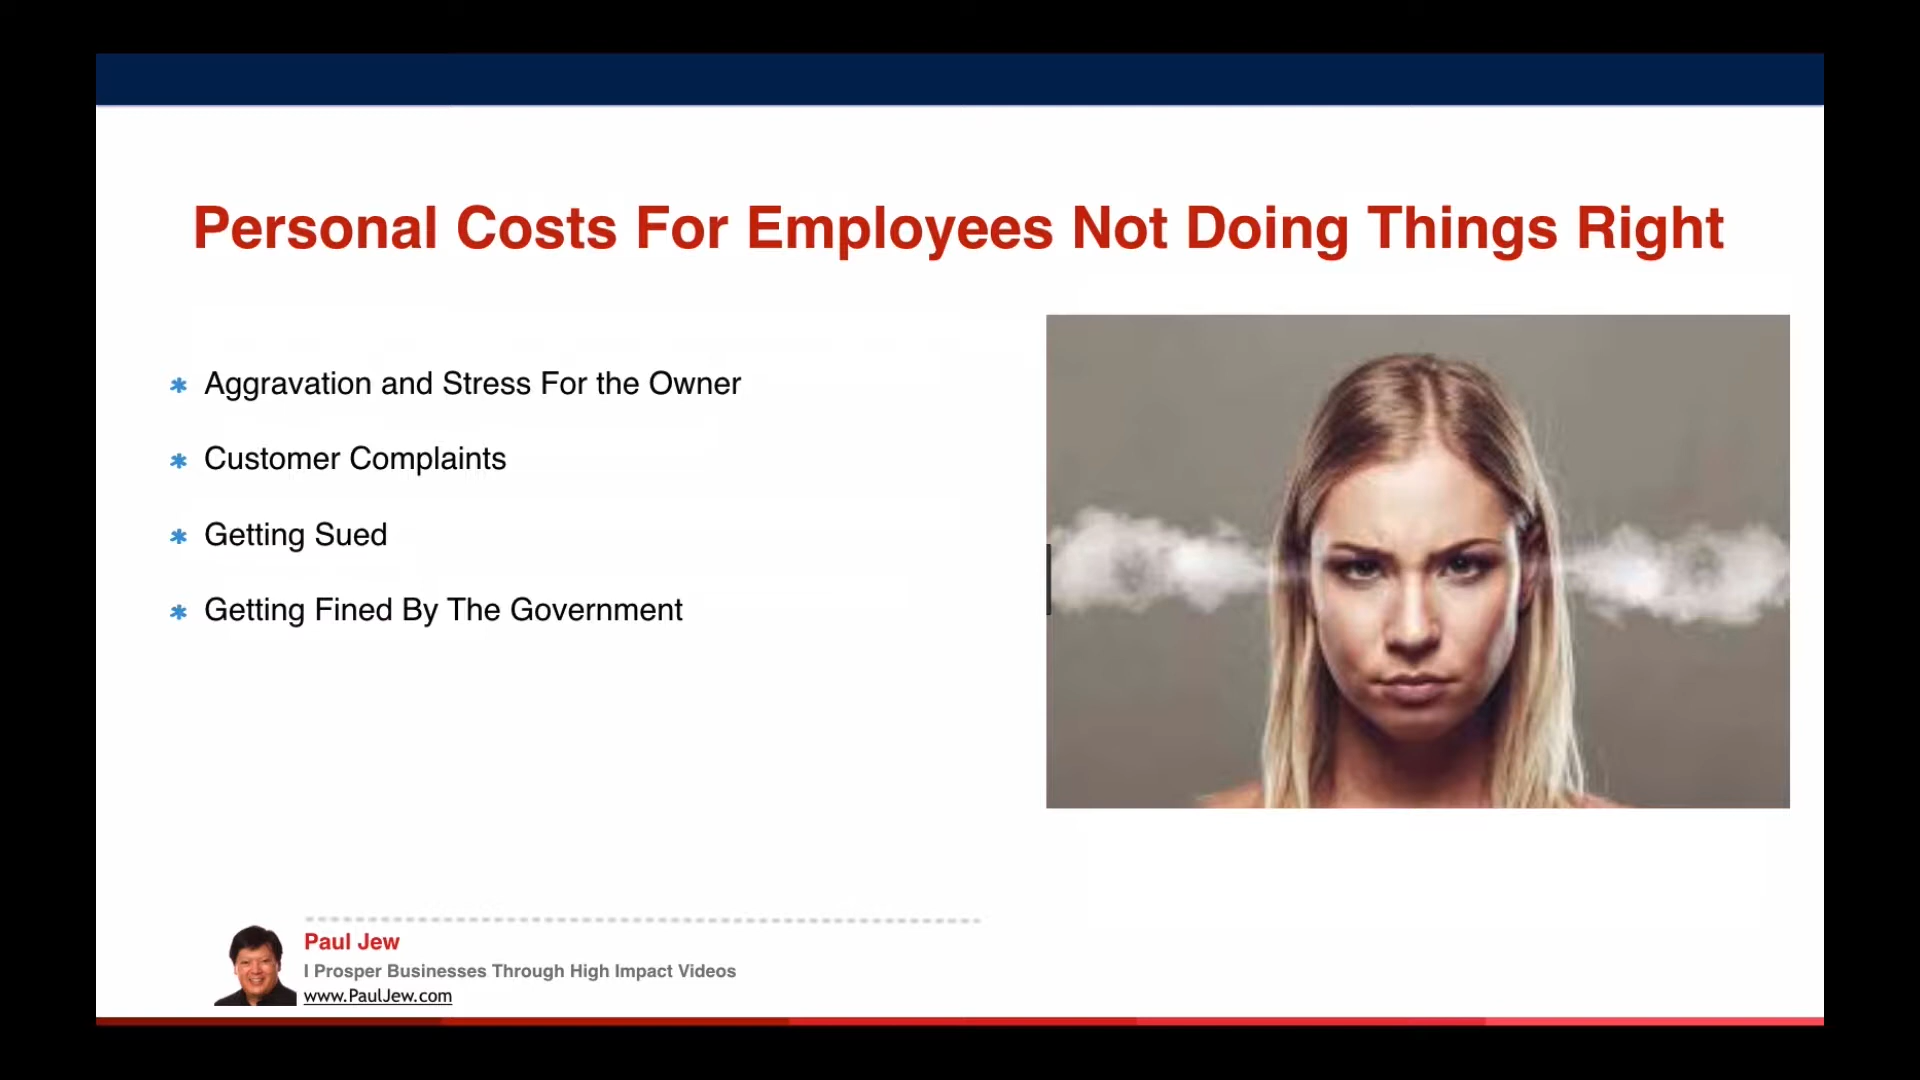 Personal Costs For Employees Not Doing Things Right
* Aggravation and Stress For the Owner
* Customer Complaints
* Getting Sued
* Getting Fined By The Government
Paul Jew
I Prosper Businesses Through High Impact Videos
www.PaulJew.com